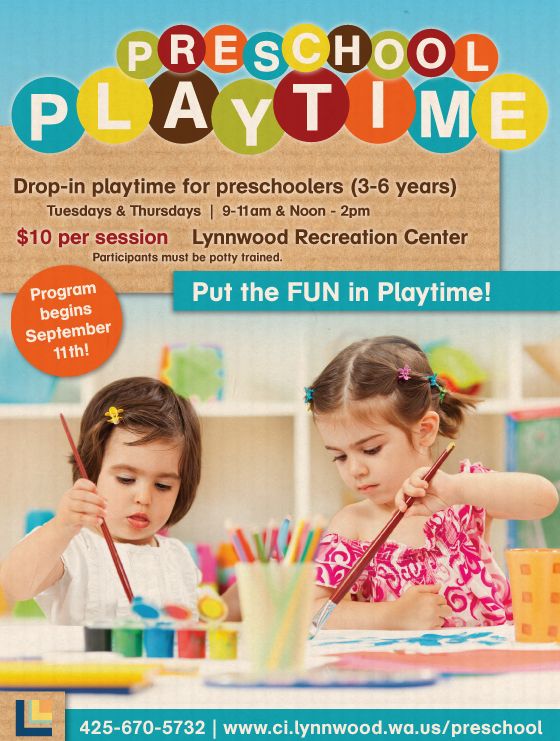 PRESCHOOL
PLAYTIME
Drop-in playtime for preschoolers (3-6 years)
Tuesdays & Thursdays | 9-11am & Noon - 2pm
$10 per session Lynnwood Recreation Center
Participants must be potty trained.
Put the FUN in Playtime!
Program
begins
September
11th!
425-670-5732 | www.ci.lynnwood.wa.us/preschool